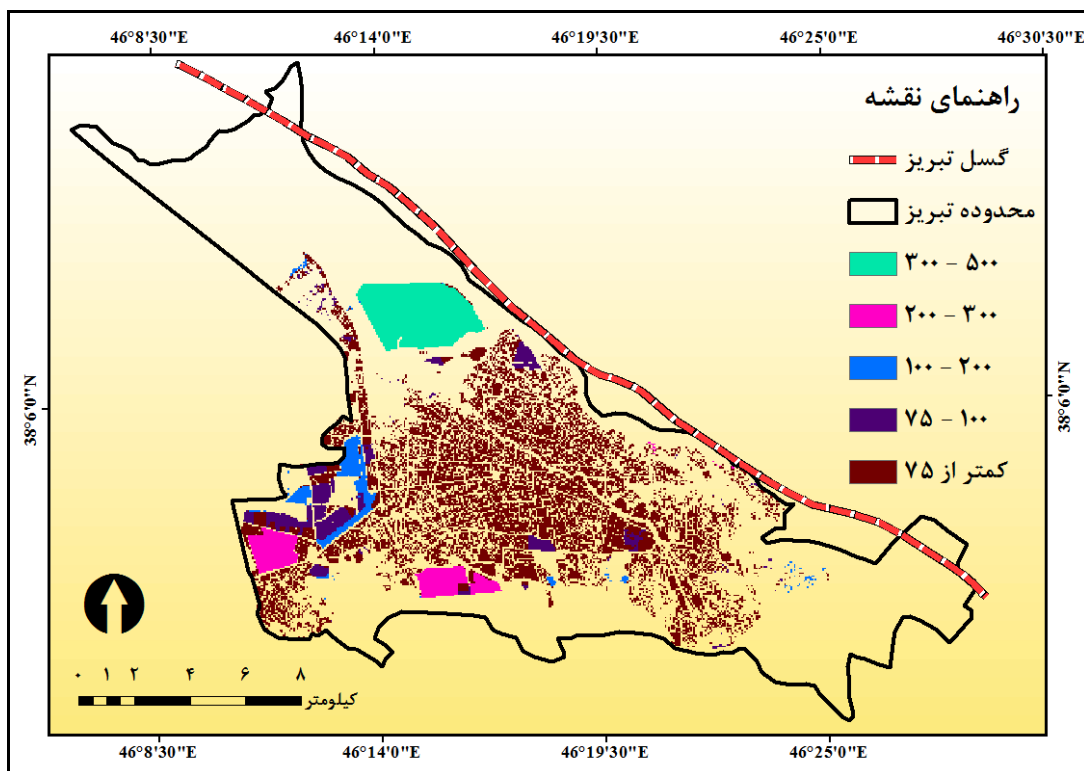 46°8'30"E 46°14'0"E 46°19'30"E 46°25'0"E 46°30'30"E
راهنمای نقشه
گسل تبریز
محدوده تبریز
۳۰۰ - ۵۰۰
۲۰۰ - ۳۰۰
۱۰۰ - ۲۰۰
۷۵ - ۱۰۰
کمتر از ۷۵
38°6'0"N
38°6'0"N
۰ ۱ ۲ ۴ ۶ ۸
کیلومتر
46°8'30"E 46°14'0"E 46°19'30"E 46°25'0"E